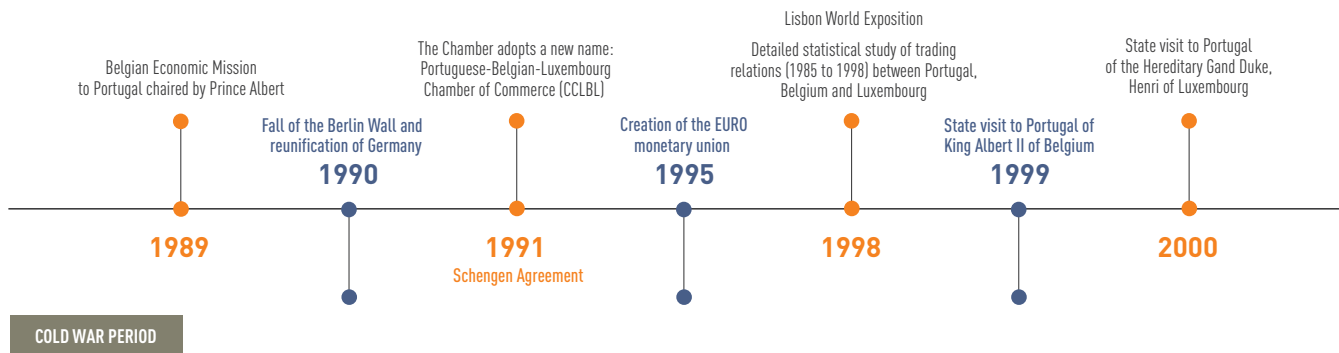 Belgian Economic Mission
to Portugal chaired by Prince Albert
1989
Fall of the Berlin Wall and
reunification of Germany
1990
The Chamber adopts a new name:
Portuguese-Belgian-Luxembourg
Chamber of Commerce (CCLBL)
1991
Schengen Agreement
Creation of the EURO
monetary union
1995
Lisbon World Exposition
Detailed statistical study of trading
relations (1985 to 1998) between Portugal,
Belgium and Luxembourg
1998
State visit to Portugal of
King Albert II of Belgium
1999
State visit to Portugal
of the Hereditary Gand Duke,
Henri of Luxembourg
2000
COLD WAR PERIOD